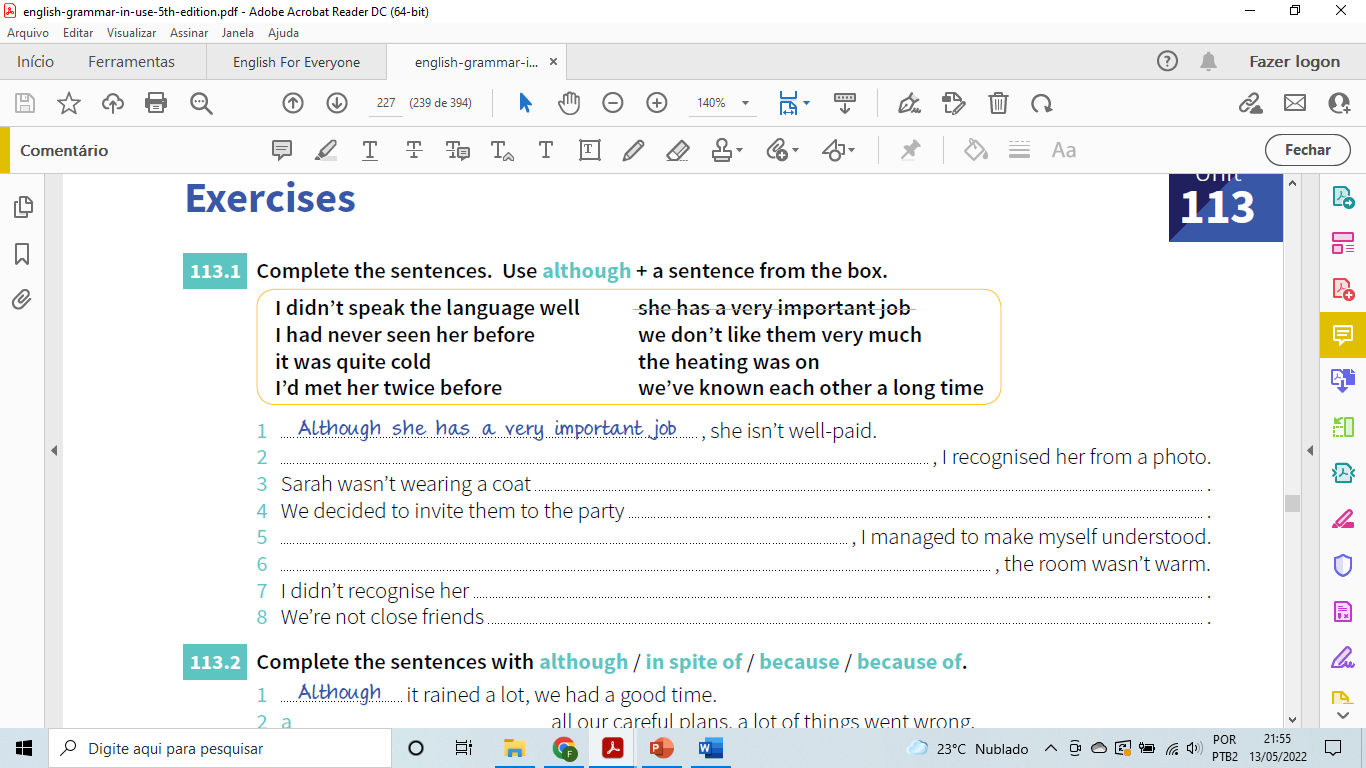 english-grammar-in-use-5th-edition.pdf - Adobe Acrobat Reader DC (64-bit)
Arquivo Editar Visualizar Assinar Janela Ajuda
Início Ferramentas English For Everyone english-grammar-i... × Fazer logon
227 (239 de 394) 140%
Comentário Aa Fechar
Exercises
Unit
113
113.1 Complete the sentences. Use although + a sentence from the box.
I didn't speak the language well she has a very important job
I had never seen her before we don't like them very much
it was quite cold the heating was on
I'd met her twice before we've known each other a long time
1 Although she has a very important job , she isn't well-paid.
2 , I recognised her from a photo.
3 Sarah wasn't wearing a coat .
4 We decided to invite them to the party .
5 , I managed to make myself understood.
6 , the room wasn't warm.
7 I didn't recognise her .
8 We're not close friends .
113.2 Complete the sentences with although / in spite of / because / because of.
1 Although it rained a lot, we had a good time.
2 a all our careful plans, a lot of things went wrong.
Digite aqui para pesquisar 23°C Nublado POR 21:55
PTB2 13/05/2022